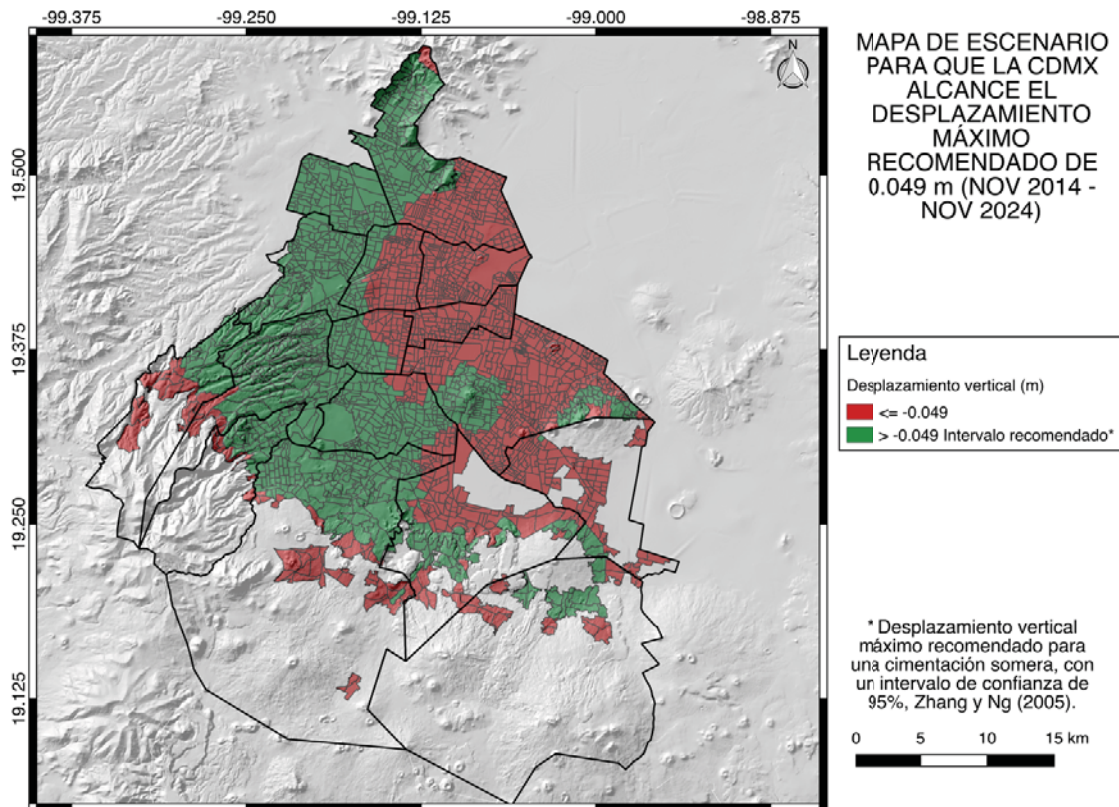 -99.375
-99.250
-99.125
-99.000
-98.875
19.500
19.375
19.250
19.125
N
MAPA DE ESCENARIO
PARA QUE LA CDMX
ALCANCE EL
DESPLAZAMIENTO
MÁXIMO
RECOMENDADO DE
0.049 m (NOV 2014 -
NOV 2024)
Leyenda
Desplazamiento vertical (m)
<= -0.049
> -0.049 Intervalo recomendado*
* Desplazamiento vertical
máximo recomendado para
una cimentación somera, con
un intervalo de confianza de
95%, Zhang y Ng (2005).
0 5 10 15 km